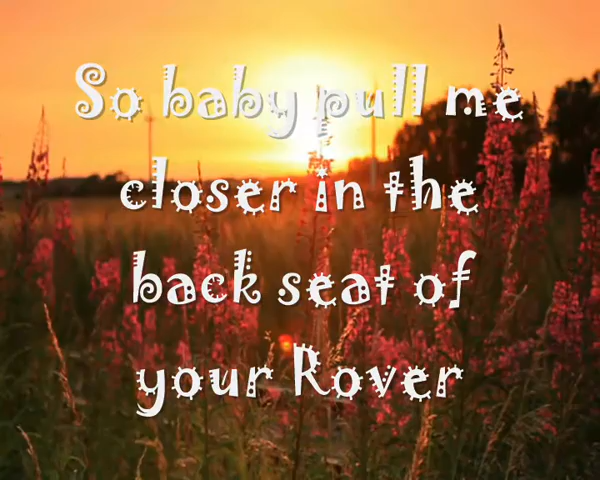 So baby pull me
closer in the
back seat of
your Rover